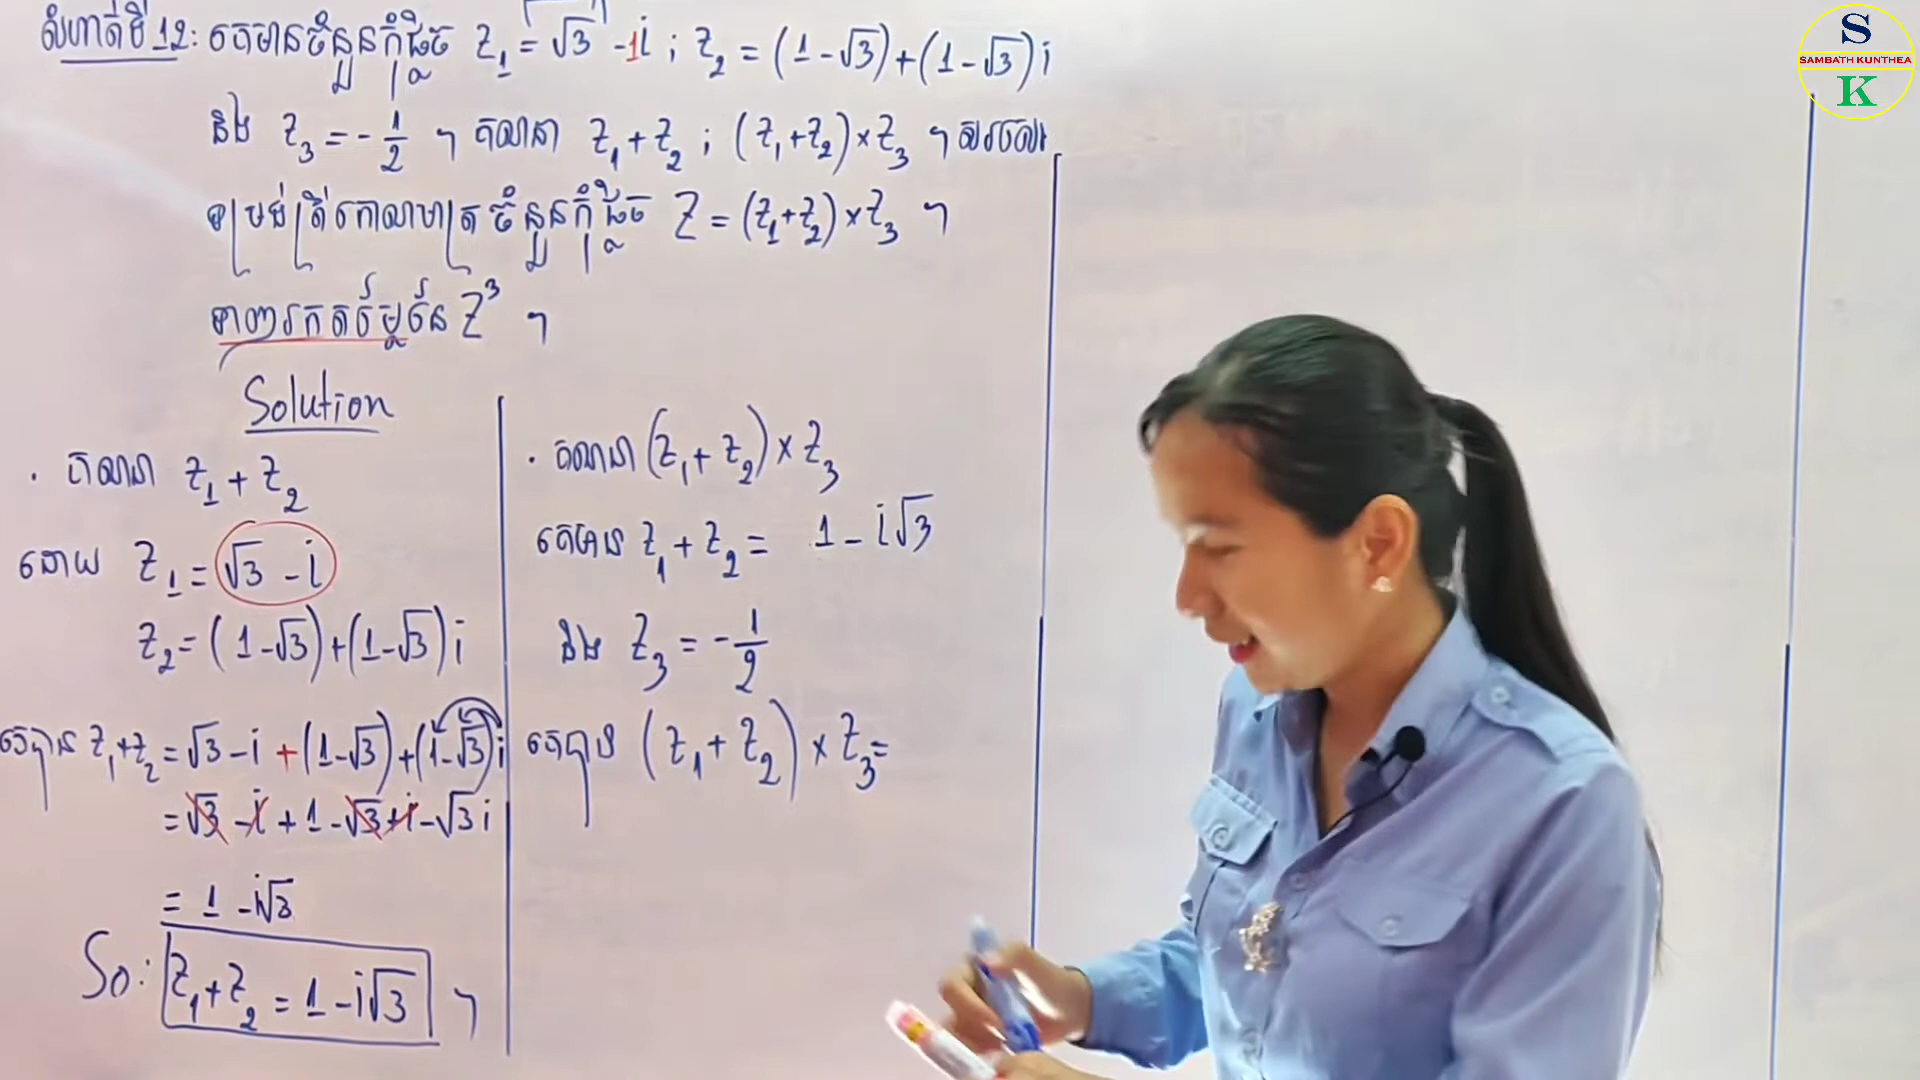 លំហាត់ទី 12: គេមានចំនួនកុំផ្លិច Z₁ = √3 -1i ; Z₂ = (1-√3)+(1-√3)i
និង Z₃ = -1/2 ។ គណនា Z₁+Z₂ ; (Z₁+Z₂)×Z₃ ។ សរសេរ
ទម្រង់ត្រីកោណមាត្រចំនួនកុំផ្លិច Z = (Z₁+Z₂)×Z₃ ។
ទាញរកតម្លៃនៃ Z³ ។
Solution
. គណនា Z₁ + Z₂
ដោយ Z₁ = √3 - i
Z₂ = (1-√3)+(1-√3)i
គេបាន Z₁+Z₂ = √3 - i + (1-√3)+(1-√3)i
= √3 - i + 1 - √3 + i - √3 i
= 1 - i√3
So: Z₁+Z₂ = 1 - i√3 ។
. គណនា (Z₁+Z₂)×Z₃
គេមាន Z₁+Z₂ = 1 - i√3
និង Z₃ = -1/2
គេបាន (Z₁+Z₂)×Z₃=
S
SAMBATH KUNTHEA
K